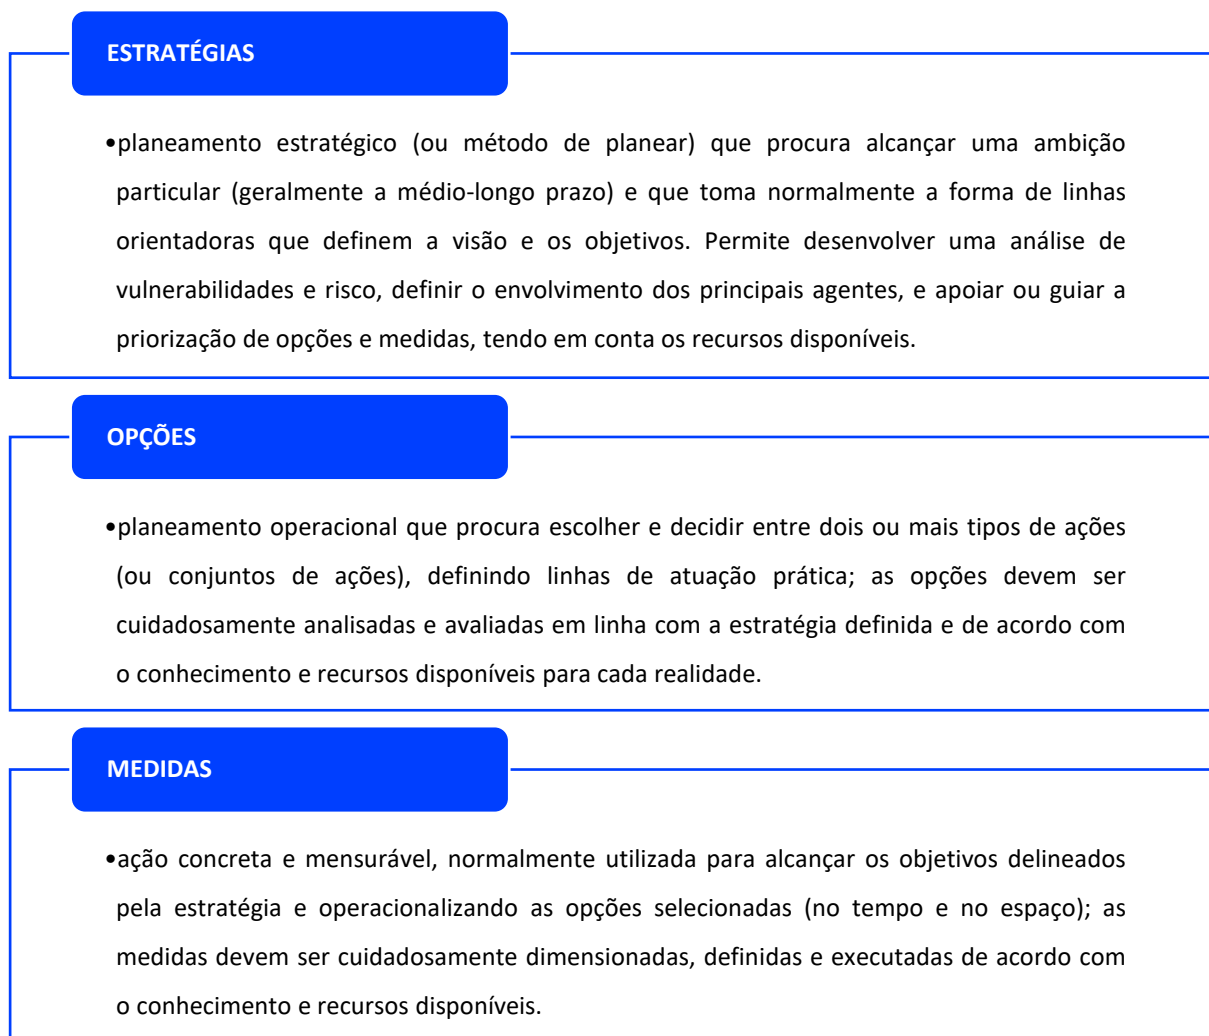 ESTRATÉGIAS
•planeamento estratégico (ou método de planear) que procura alcançar uma ambição
particular (geralmente a médio-longo prazo) e que toma normalmente a forma de linhas
orientadoras que definem a visão e os objetivos. Permite desenvolver uma análise de
vulnerabilidades e risco, definir o envolvimento dos principais agentes, e apoiar ou guiar a
priorização de opções e medidas, tendo em conta os recursos disponíveis.
OPÇÕES
•planeamento operacional que procura escolher e decidir entre dois ou mais tipos de ações
(ou conjuntos de ações), definindo linhas de atuação prática; as opções devem ser
cuidadosamente analisadas e avaliadas em linha com a estratégia definida e de acordo com
o conhecimento e recursos disponíveis para cada realidade.
MEDIDAS
•ação concreta e mensurável, normalmente utilizada para alcançar os objetivos delineados
pela estratégia e operacionalizando as opções selecionadas (no tempo e no espaço); as
medidas devem ser cuidadosamente dimensionadas, definidas e executadas de acordo com
o conhecimento e recursos disponíveis.